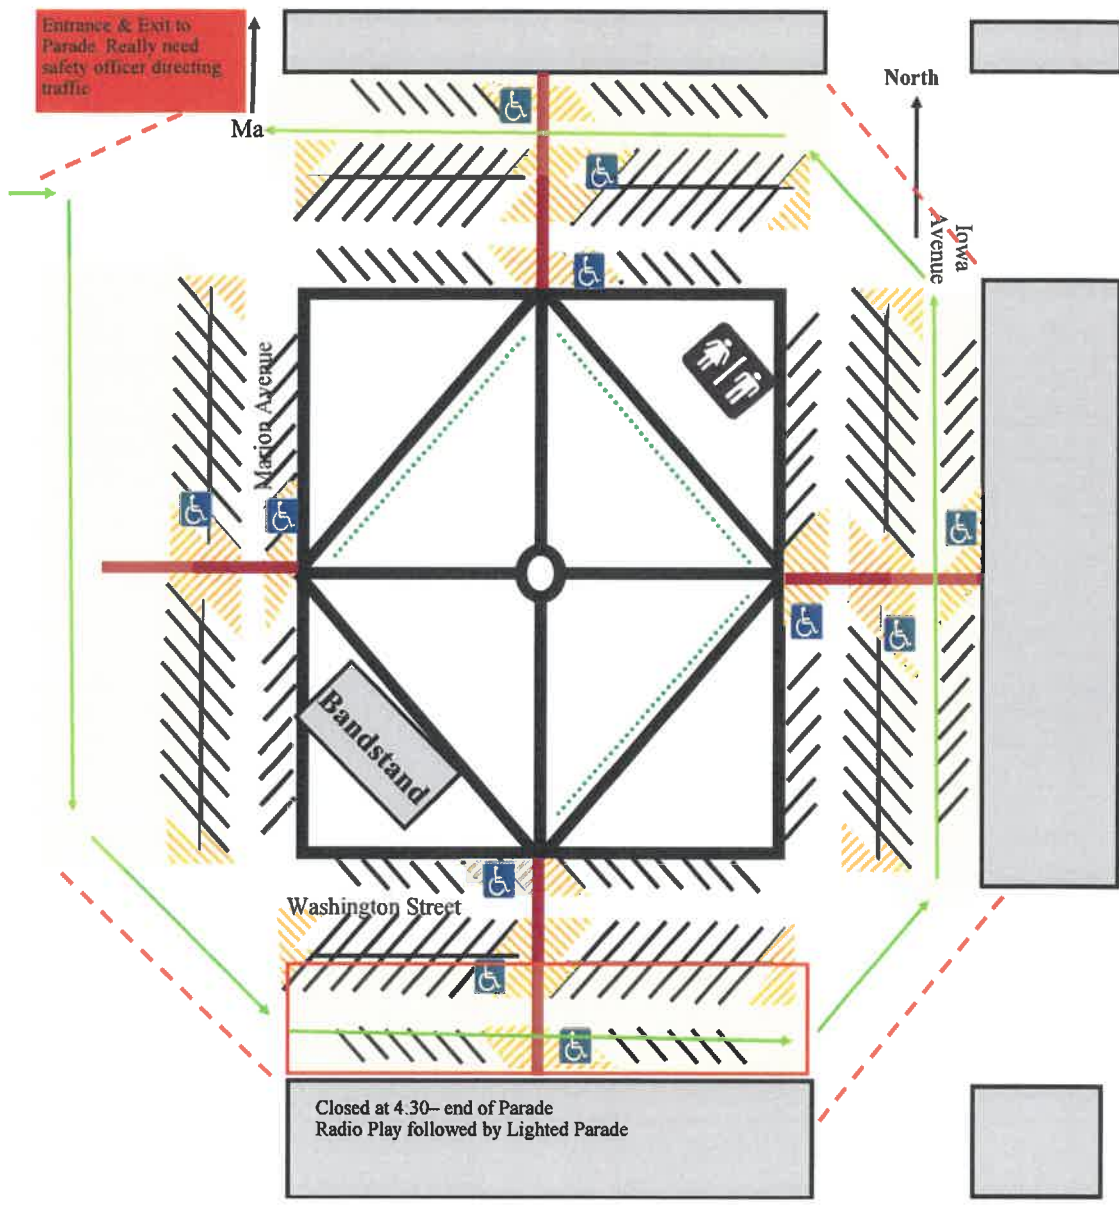 Entrance & Exit to
Parade. Really need
safety officer directing
traffic
North
Ma
Iowa
Avenue
Marion Avenue
Bandstand
Washington Street
Closed at 4.30– end of Parade
Radio Play followed by Lighted Parade